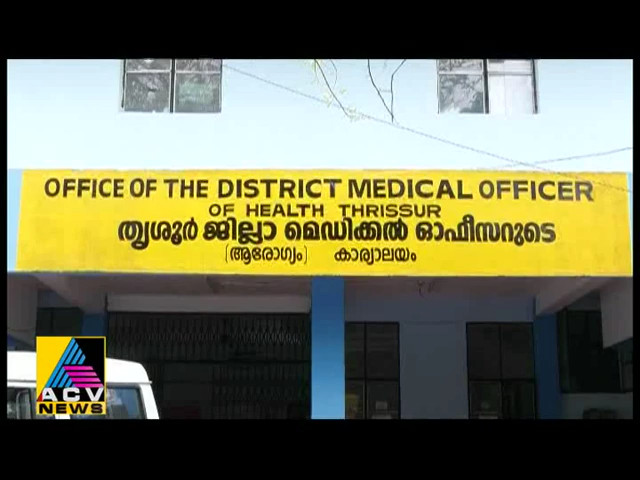 OFFICE OF THE DISTRICT MEDICAL OFFICER
OF HEALTH THRISSUR
തൃശൂർ ജില്ലാ മെഡിക്കൽ ഓഫീസറുടെ
(ആരോഗ്യം) കാര്യാലയം
ACV
NEWS